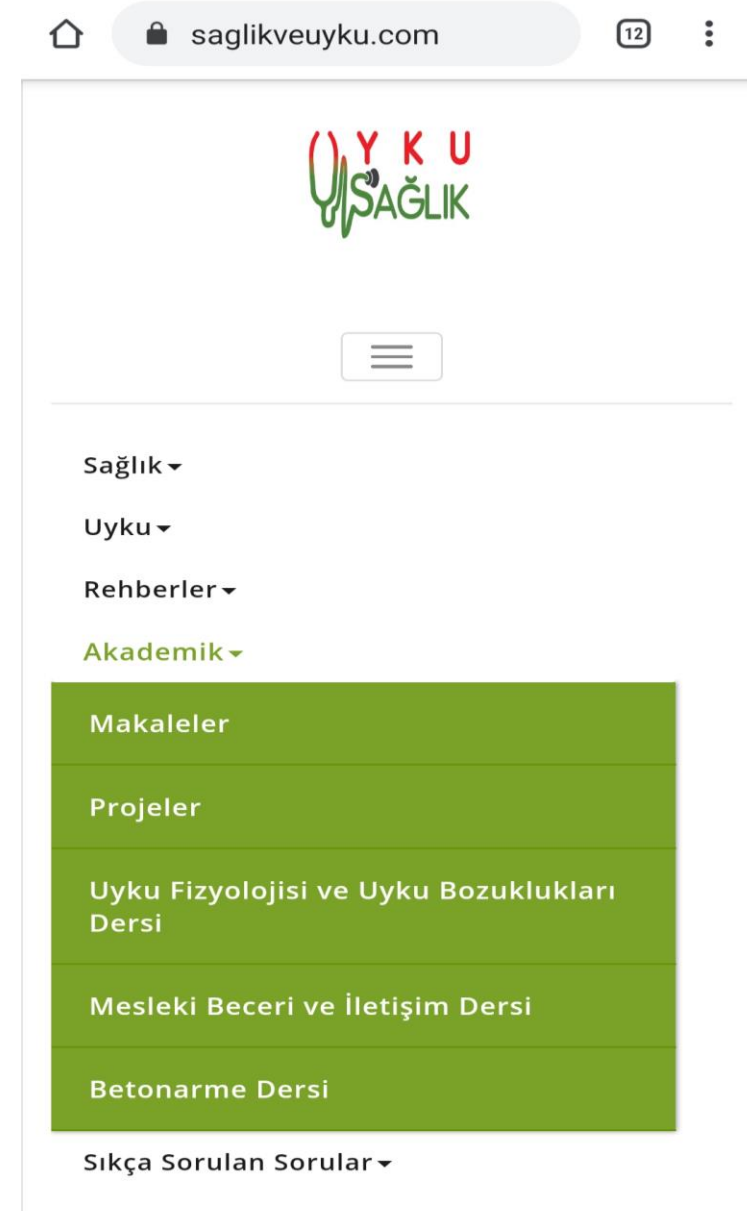 saglikveuyku.com
12
UYKU
SAĞLIK
Sağlık
Uyku
Rehberler
Akademik
Makaleler
Projeler
Uyku Fizyolojisi ve Uyku Bozuklukları
Dersi
Mesleki Beceri ve İletişim Dersi
Betonarme Dersi
Sıkça Sorulan Sorular